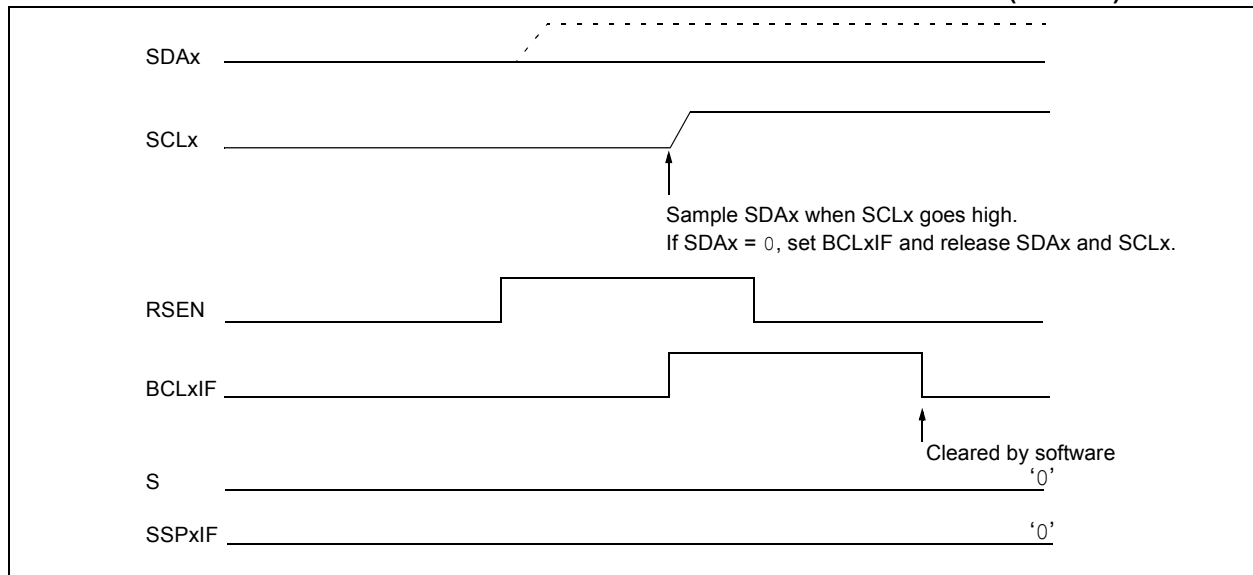 SDAx
SCLx
Sample SDAx when SCLx goes high.
If SDAx = 0, set BCLxIF and release SDAx and SCLx.
RSEN
BCLxIF
Cleared by software
S ‘0’
SSPxIF ‘0’